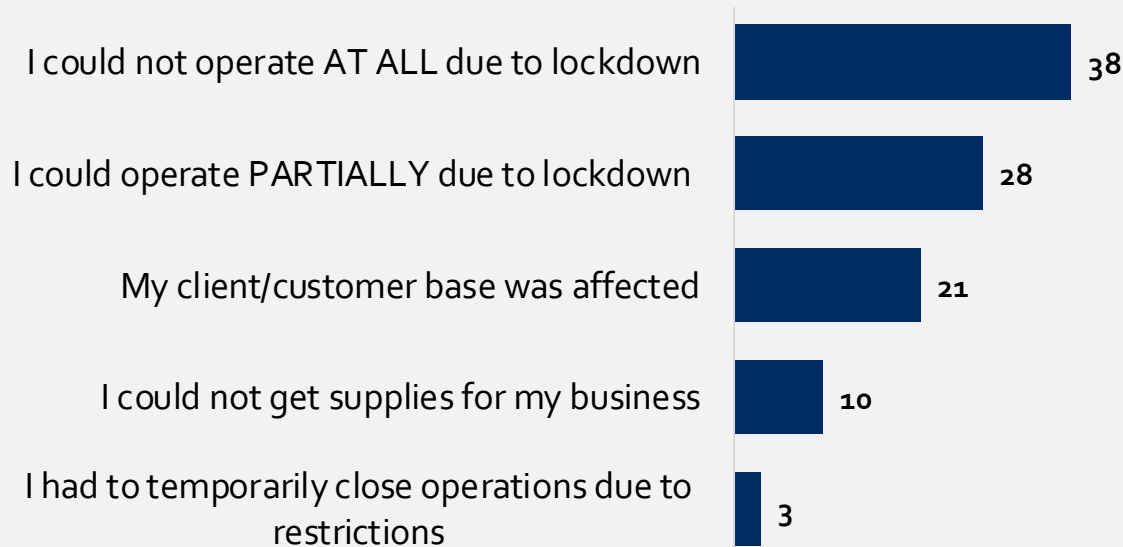 I could not operate AT ALL due to lockdown
38
I could operate PARTIALLY due to lockdown
28
My client/customer base was affected
21
I could not get supplies for my business
10
I had to temporarily close operations due to
restrictions
3